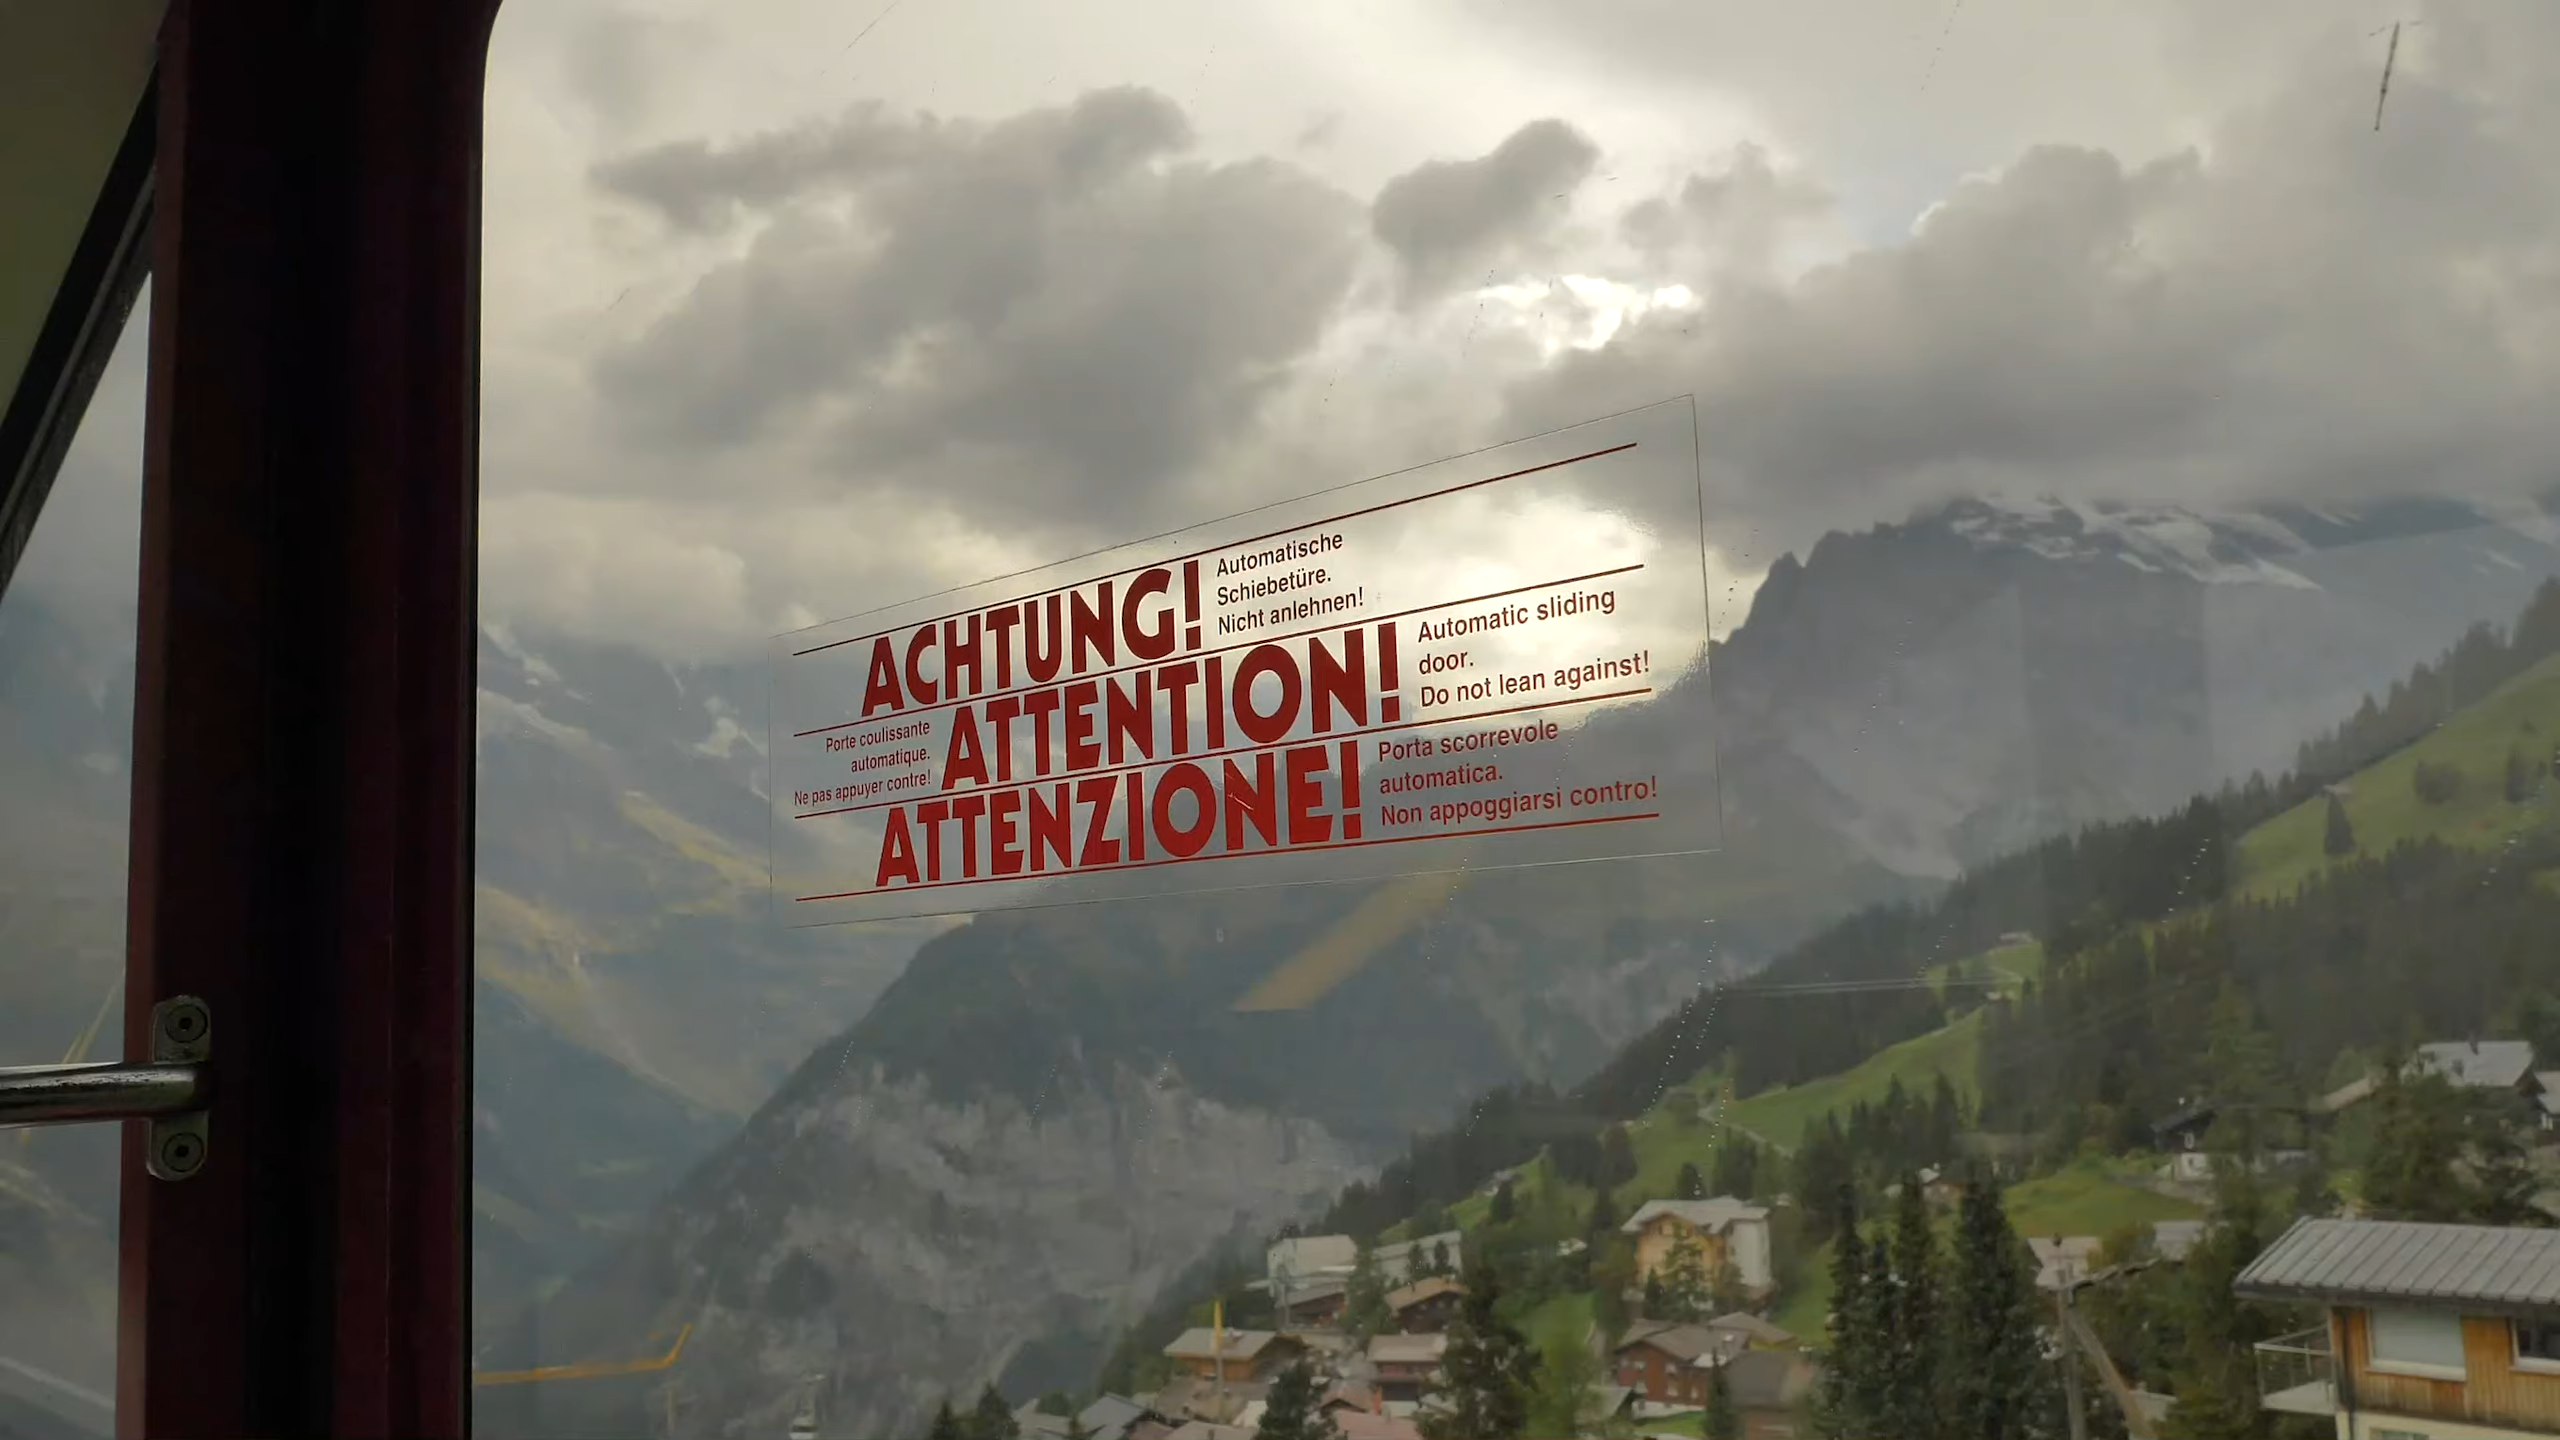 ACHTUNG!
Automatische
Schiebetüre.
Nicht anlehnen!
Porte coulissante
automatique.
Ne pas appuyer contre!
ATTENTION!
Automatic sliding
door.
Do not lean against!
ATTENZIONE!
Porta scorrevole
automatica.
Non appoggiarsi contro!